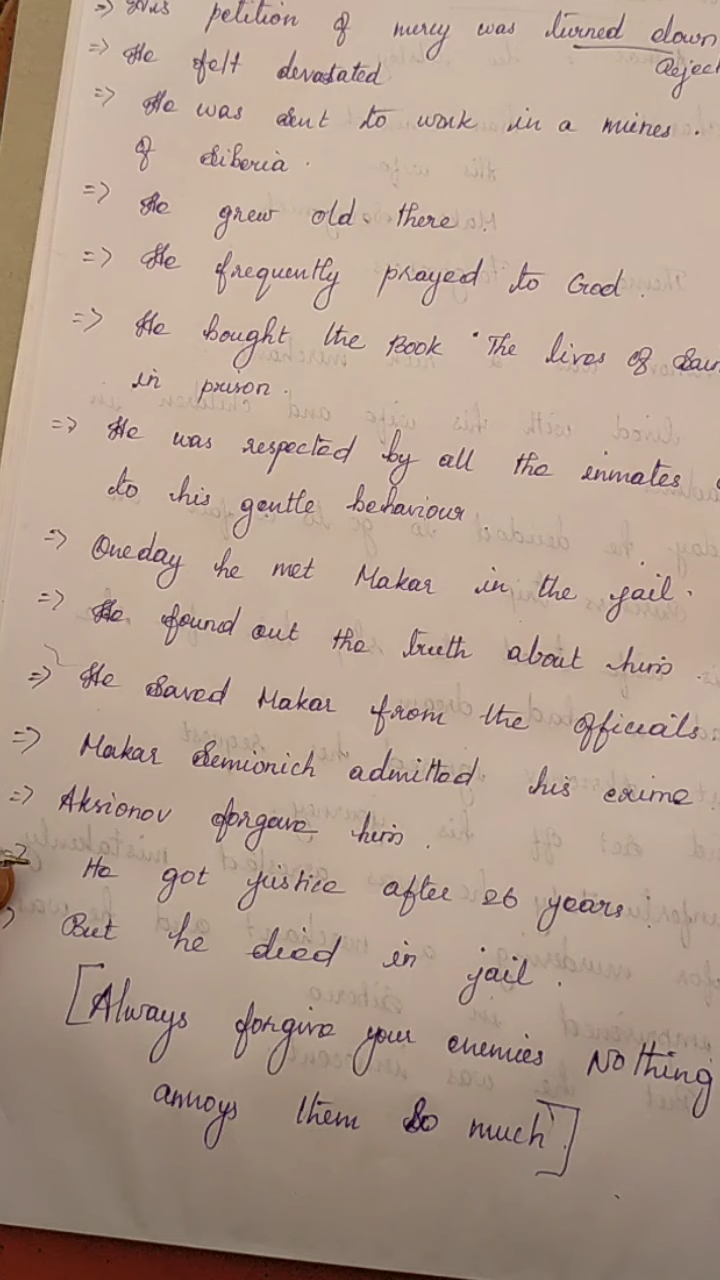 => His petition of mercy was turned down
Reject
=> He felt devastated
=> He was sent to work in a mines.
of Siberia.
=> He grew old there.
=> He frequently prayed to God.
=> He bought the Book "The lives of Sain
in prison.
=> He was respected by all the inmates
to his gentle behaviour.
=> Oneday he met Makar in the jail.
=> He found out the truth about him.
=> He saved Makar from the officials.
=> Makar Semionich admitted his crime
=> Aksionov forgave him.
He got justice after 26 years.
But he died in jail.
[Always forgive your enemies Nothing
annoys them so much]